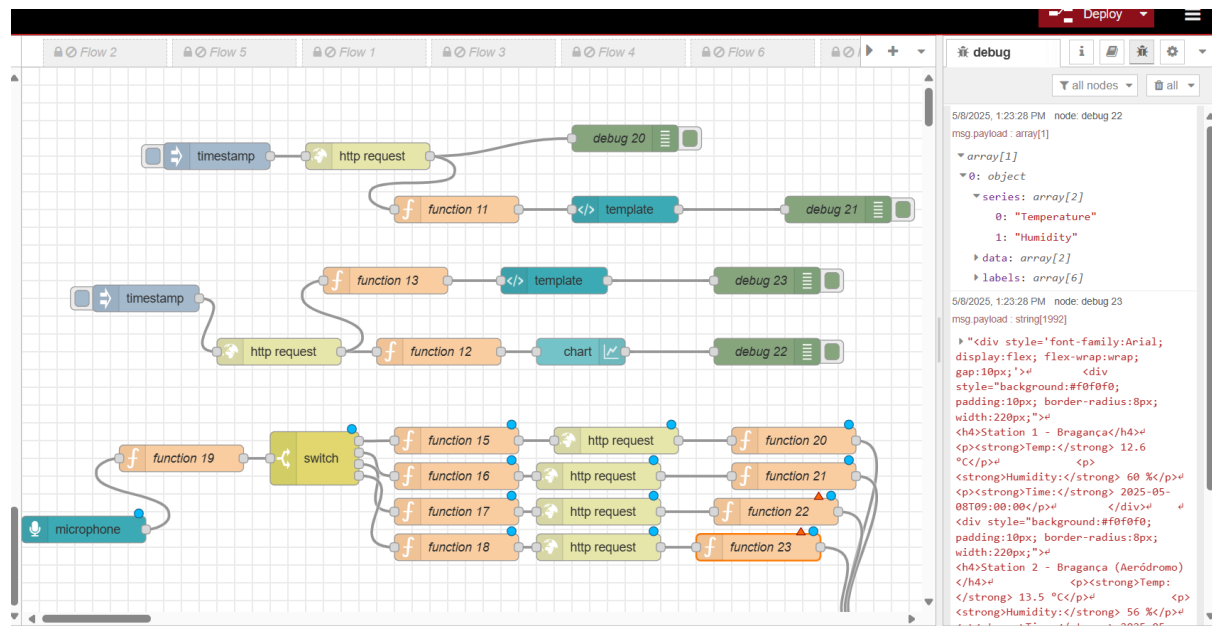 Deploy
Flow 2
Flow 5
Flow 1
Flow 3
Flow 4
Flow 6
debug
all nodes
all
timestamp
http request
debug 20
function 11
template
debug 21
function 13
template
debug 23
timestamp
http request
function 12
chart
debug 22
function 15
http request
function 20
function 19
switch
function 16
http request
function 21
function 17
http request
function 22
microphone
function 18
http request
function 23
5/8/2025, 1:23:28 PM node: debug 22
msg.payload : array[1]
array[1]
0: object
series: array[2]
0: "Temperature"
1: "Humidity"
data: array[2]
labels: array[6]
5/8/2025, 1:23:28 PM node: debug 23
msg.payload : string[1992]
"<div style='font-family:Arial;
display:flex; flex-wrap:wrap;
gap:10px;'>↵ <div
style="background:#f0f0f0;
padding:10px; border-radius:8px;
width:220px;">↵
<h4>Station 1 - Bragança</h4>↵
<p><strong>Temp:</strong> 12.6
°C</p>↵ <p>
<strong>Humidity:</strong> 60 %</p>↵
<p><strong>Time:</strong> 2025-05-
08T09:00:00</p>↵ </div>↵ ↵
<div style="background:#f0f0f0;
padding:10px; border-radius:8px;
width:220px;">↵
<h4>Station 2 - Bragança (Aeródromo)
</h4>↵ <p><strong>Temp:
</strong> 13.5 °C</p>↵ <p>
<strong>Humidity:</strong> 56 %</p>↵